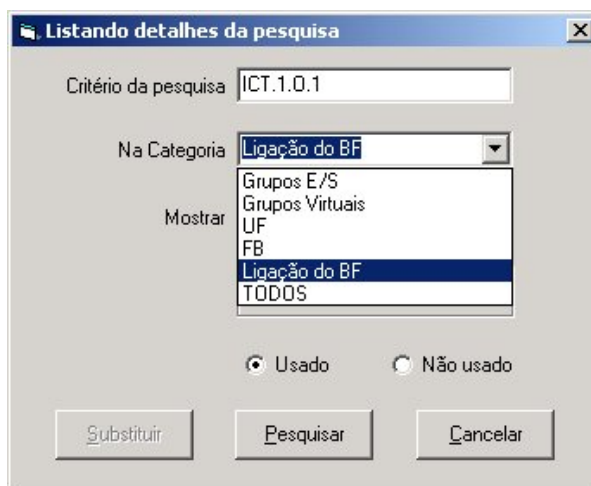 Listando detalhes da pesquisa
Critério da pesquisa ICT.1.0.1
Na Categoria Ligação do BF
Grupos E/S
Grupos Virtuais
Mostrar
UF
FB
Ligação do BF
TODOS
Usado Não usado
Substituir Pesquisar Cancelar